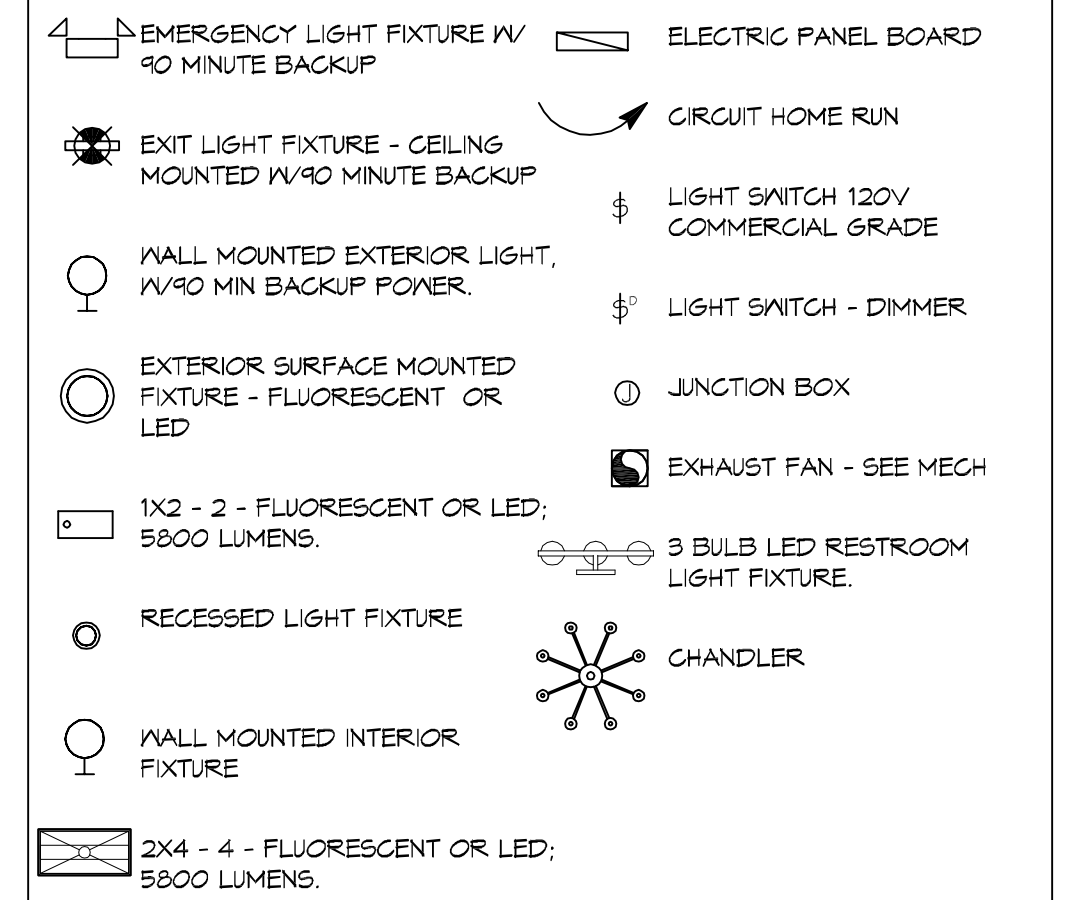 EMERGENCY LIGHT FIXTURE W/
90 MINUTE BACKUP
EXIT LIGHT FIXTURE - CEILING
MOUNTED W/90 MINUTE BACKUP
WALL MOUNTED EXTERIOR LIGHT,
W/90 MIN BACKUP POWER.
EXTERIOR SURFACE MOUNTED
FIXTURE - FLUORESCENT OR
LED
1X2 - 2 - FLUORESCENT OR LED;
5800 LUMENS.
RECESSED LIGHT FIXTURE
WALL MOUNTED INTERIOR
FIXTURE
2X4 - 4 - FLUORESCENT OR LED;
5800 LUMENS.
ELECTRIC PANEL BOARD
CIRCUIT HOME RUN
$ LIGHT SWITCH 120V
COMMERCIAL GRADE
$D LIGHT SWITCH - DIMMER
J JUNCTION BOX
EXHAUST FAN - SEE MECH
3 BULB LED RESTROOM
LIGHT FIXTURE.
CHANDLER